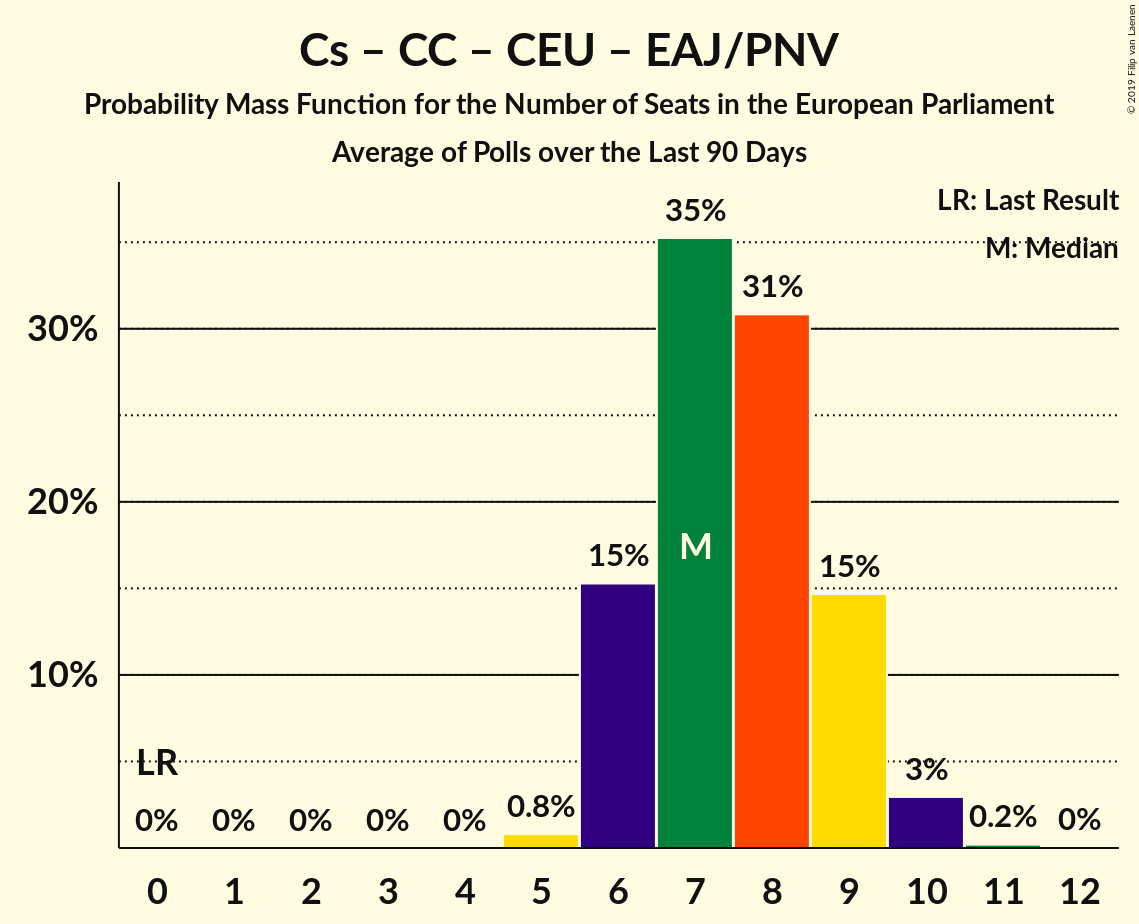 Cs – CC – CEU – EAJ/PNV
Probability Mass Function for the Number of Seats in the European Parliament
Average of Polls over the Last 90 Days
© 2019 Filip van Laenen
LR: Last Result
M: Median
35%
31%
30%
20%
15%
15%
M
10%
LR
3%
0%
0%
0%
0%
0%
0.8%
0.2%
0%
0 1 2 3 4 5 6 7 8 9 10 11 12